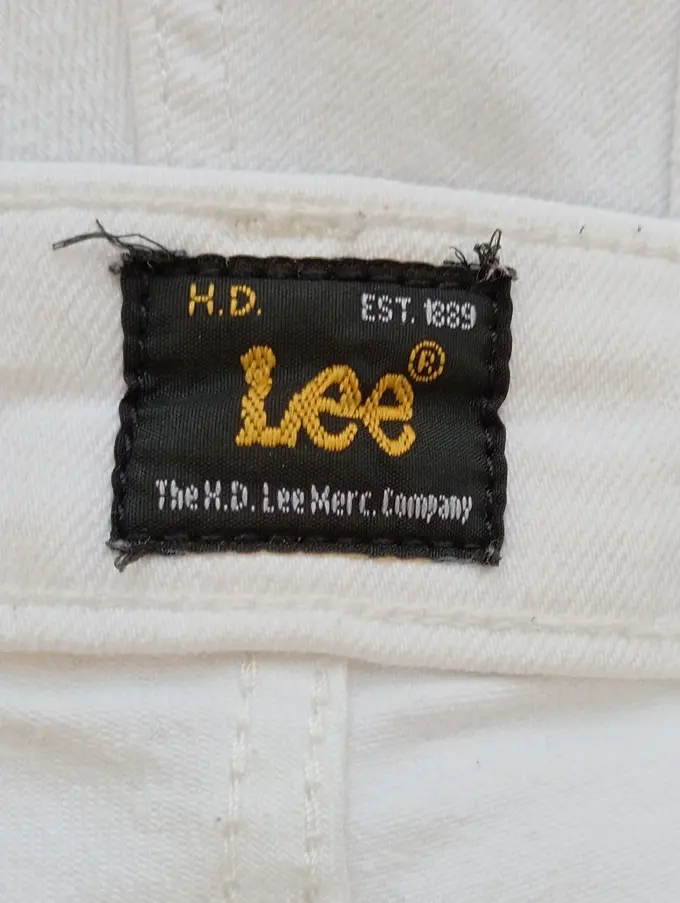 H.D. EST. 1889
Lee®
The H.D. Lee Merc. Company